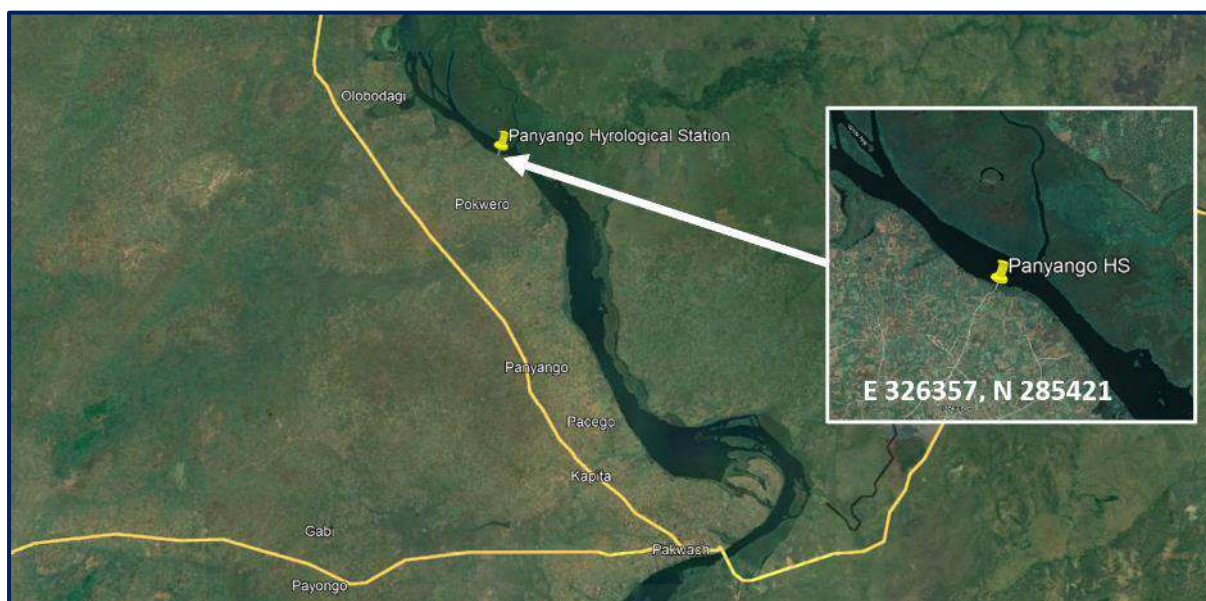 Olobodagi
Panyango Hyrological Station
Pokwero
Panyango HS
E 326357, N 285421
Panyango
Pacego
Kapita
Gabi
Pakwach
Payongo